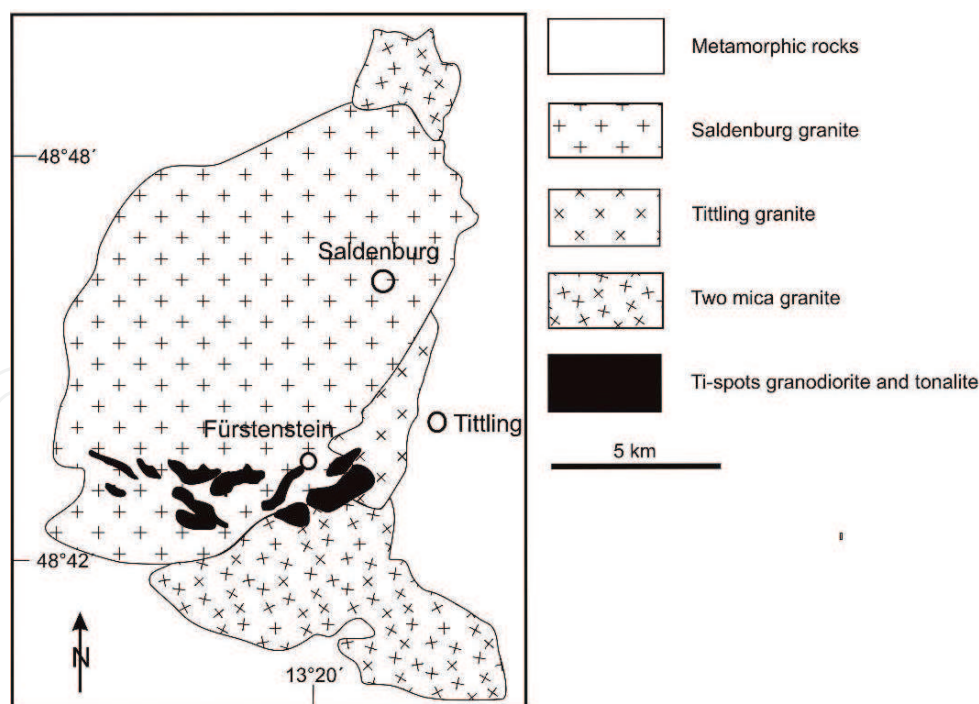 48°48´
Saldenburg
Fürstenstein
Tittling
48°42´
N
13°20´
Metamorphic rocks
Saldenburg granite
Tittling granite
Two mica granite
Ti-spots granodiorite and tonalite
5 km